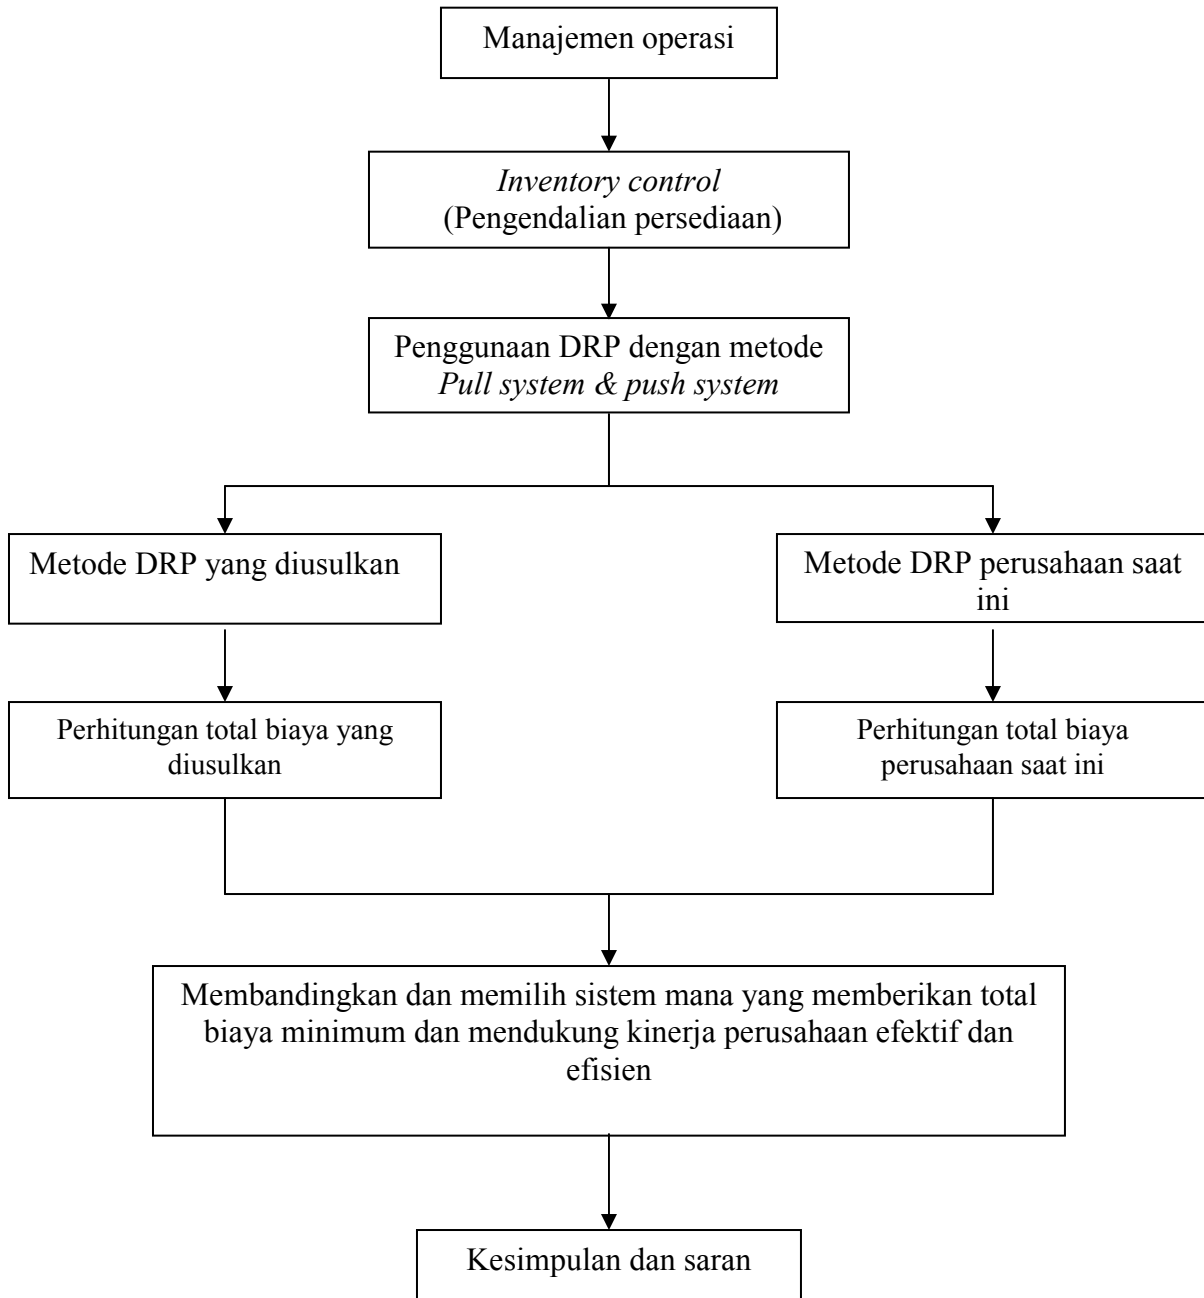 Manajemen operasi
Inventory control
(Pengendalian persediaan)
Penggunaan DRP dengan metode
Pull system & push system
Metode DRP yang diusulkan
Metode DRP perusahaan saat
ini
Perhitungan total biaya yang
diusulkan
Perhitungan total biaya
perusahaan saat ini
Membandingkan dan memilih sistem mana yang memberikan total
biaya minimum dan mendukung kinerja perusahaan efektif dan
efisien
Kesimpulan dan saran